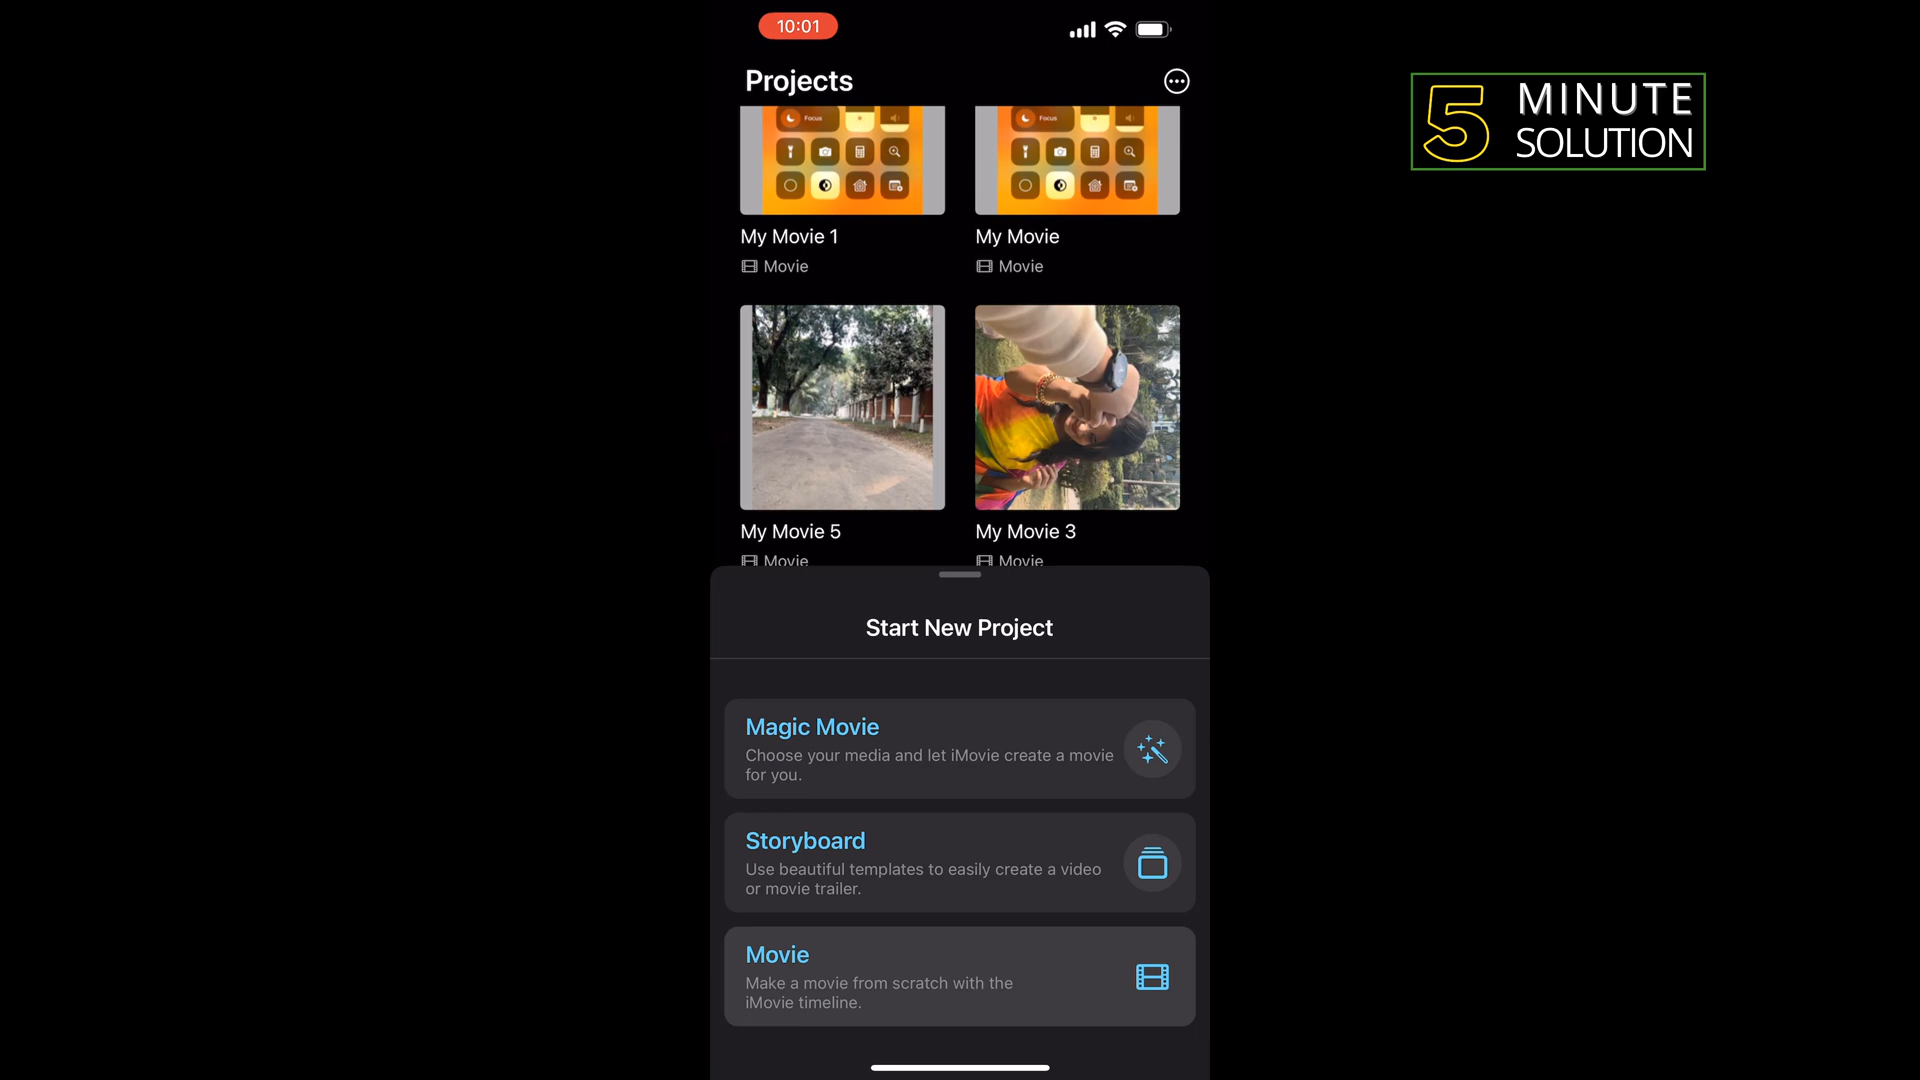 10:01
Projects
Focus
Focus
My Movie 1
My Movie
Movie
Movie
My Movie 5
My Movie 3
Movie
Movie
Start New Project
Magic Movie
Choose your media and let iMovie create a movie
for you.
Storyboard
Use beautiful templates to easily create a video
or movie trailer.
Movie
Make a movie from scratch with the
iMovie timeline.
5 MINUTE
SOLUTION